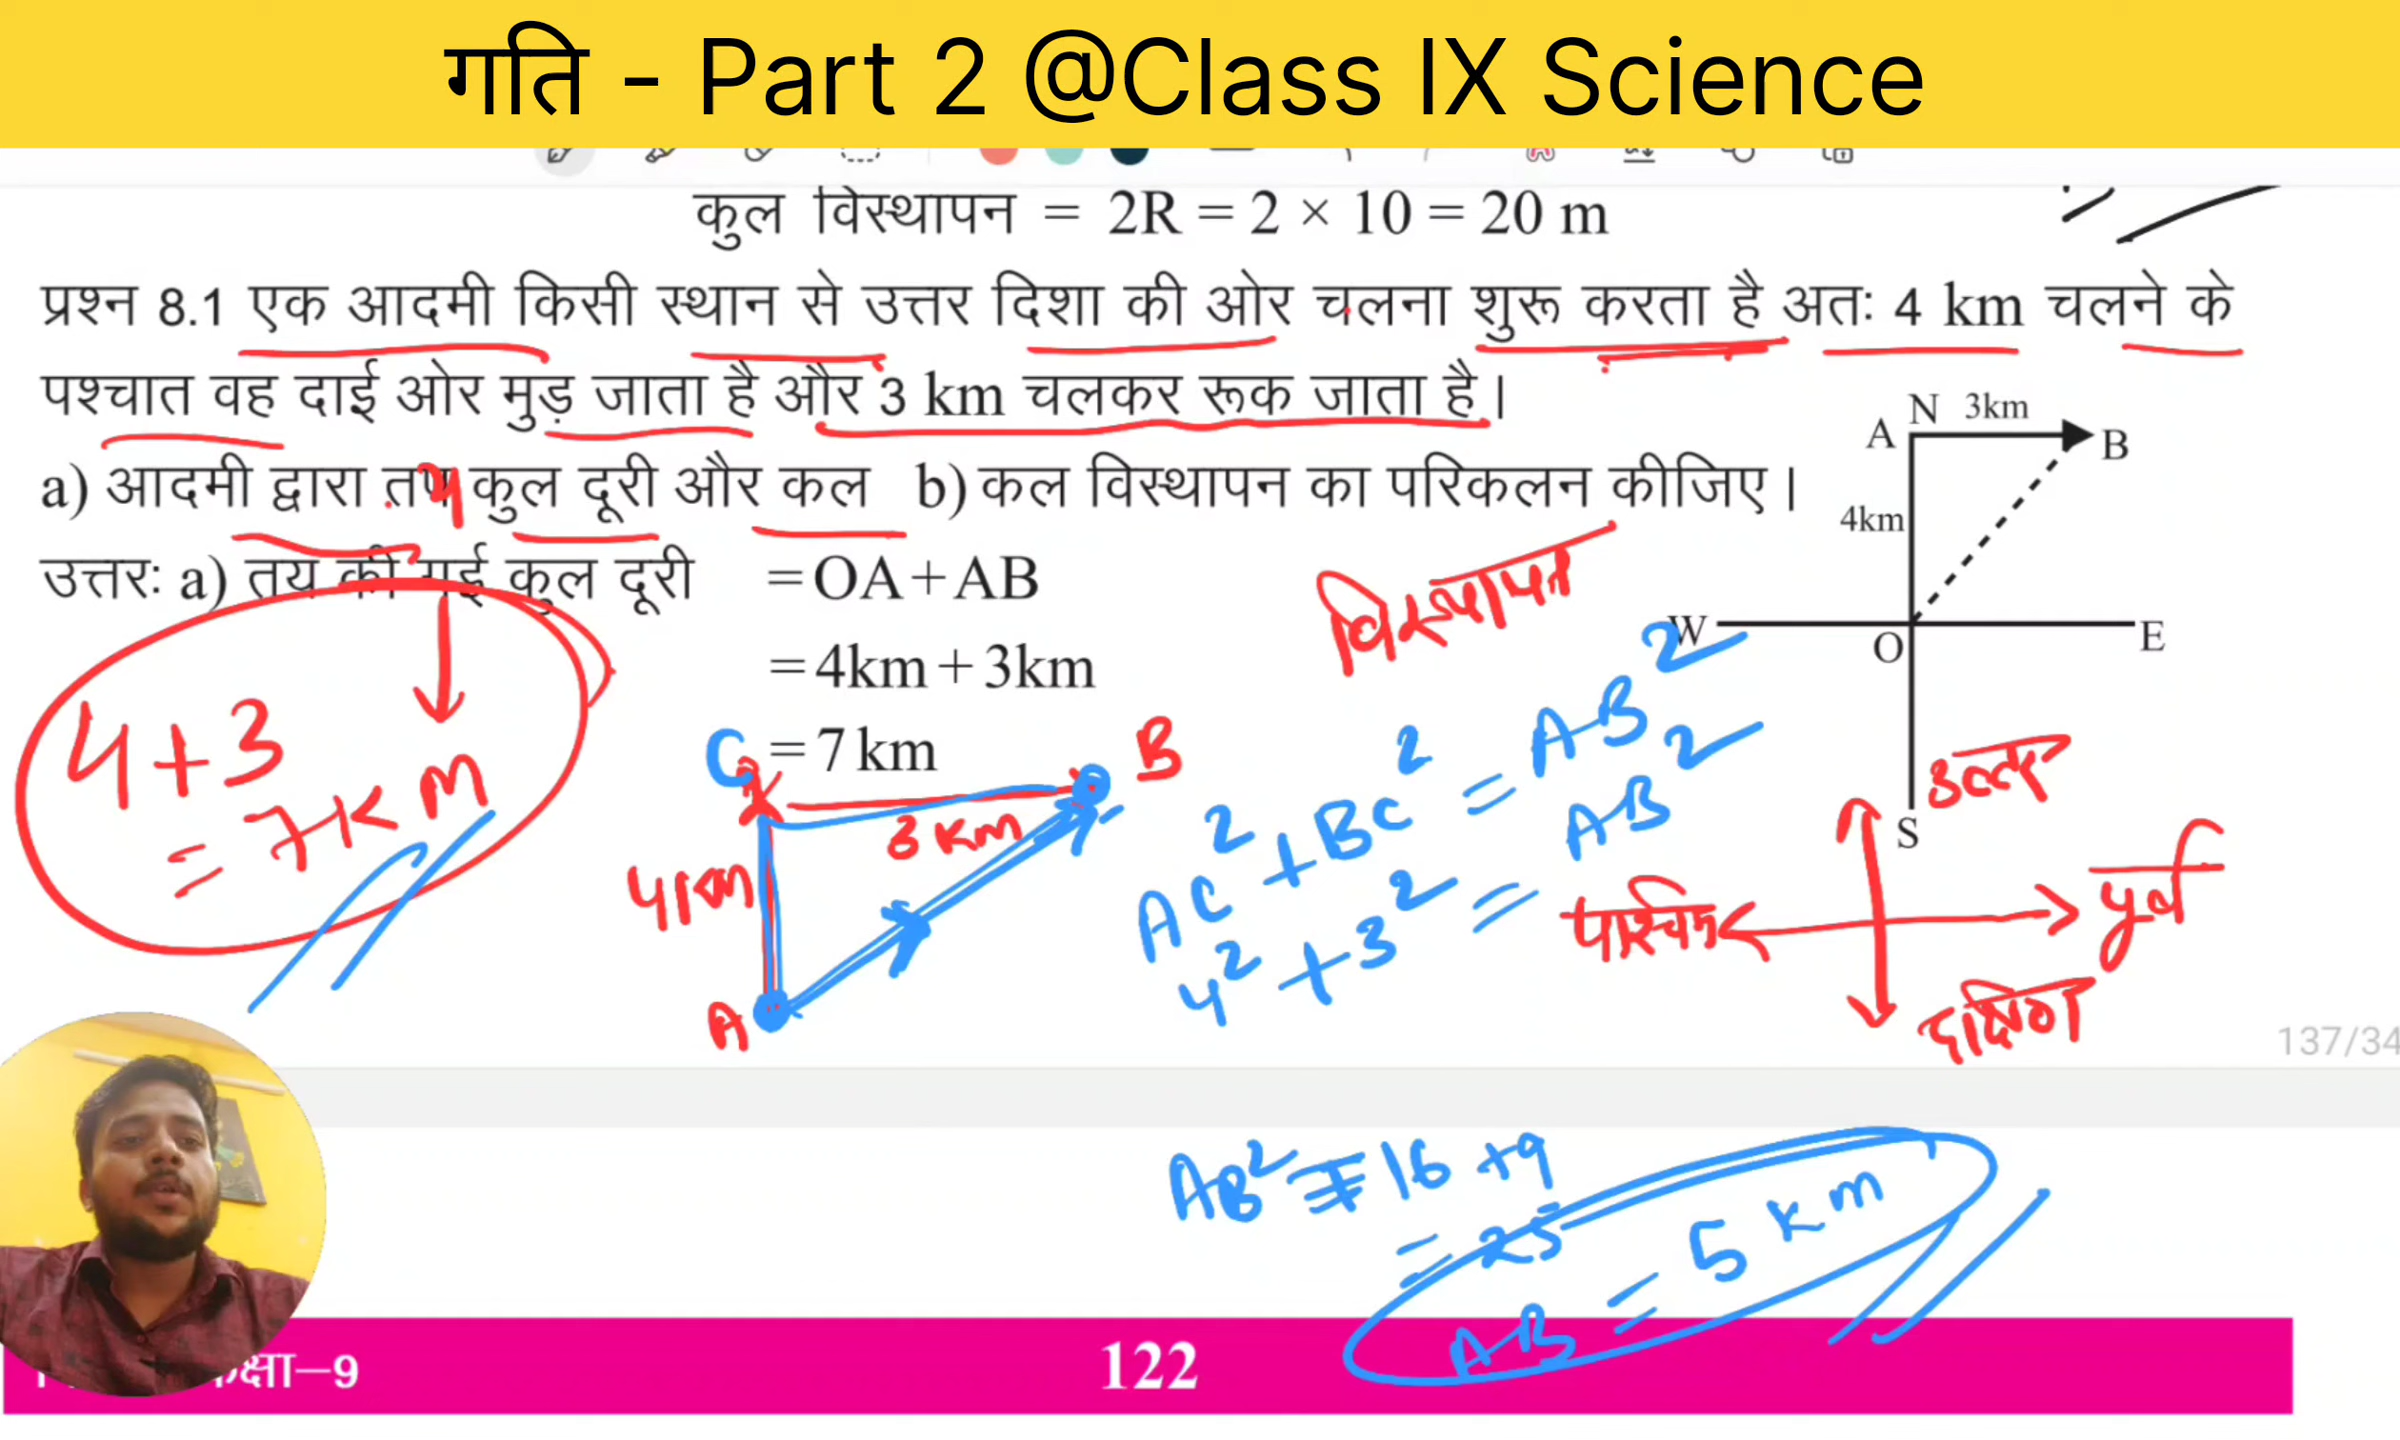 गति - Part 2 @Class IX Science
कुल विस्थापन = 2R = 2 × 10 = 20 m
प्रश्न 8.1 एक आदमी किसी स्थान से उत्तर दिशा की ओर चलना शुरू करता है अतः 4 km चलने के
पश्चात वह दाई ओर मुड़ जाता है और 3 km चलकर रूक जाता है।
a) आदमी द्वारा तय कुल दूरी और कल b) कल विस्थापन का परिकलन कीजिए।
उत्तरः a) तय की गई कुल दूरी = OA+AB
= 4km + 3km
= 7 km
A N 3km B
4km
W O E
S
विस्थापन
4+3
= 7 km
C B
3 km
4km
A
AC² + BC² = AB²
4² + 3² = AB²
उत्तर
पश्चिम पूर्व
दक्षिण
137/34
AB² = 16 + 9
= 25
AB = 5 km
क्षा–9 122